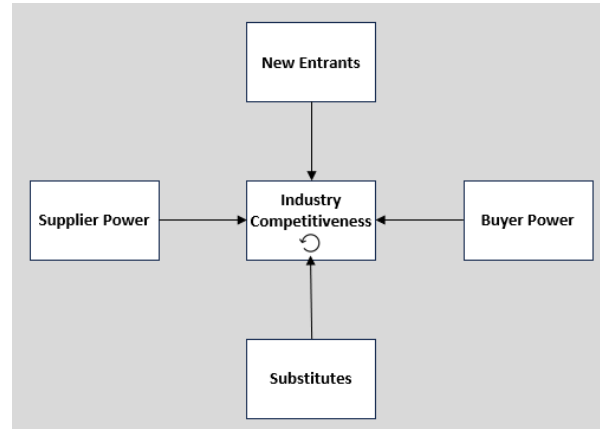 New Entrants
Supplier Power
Industry
Competitiveness
Buyer Power
Substitutes